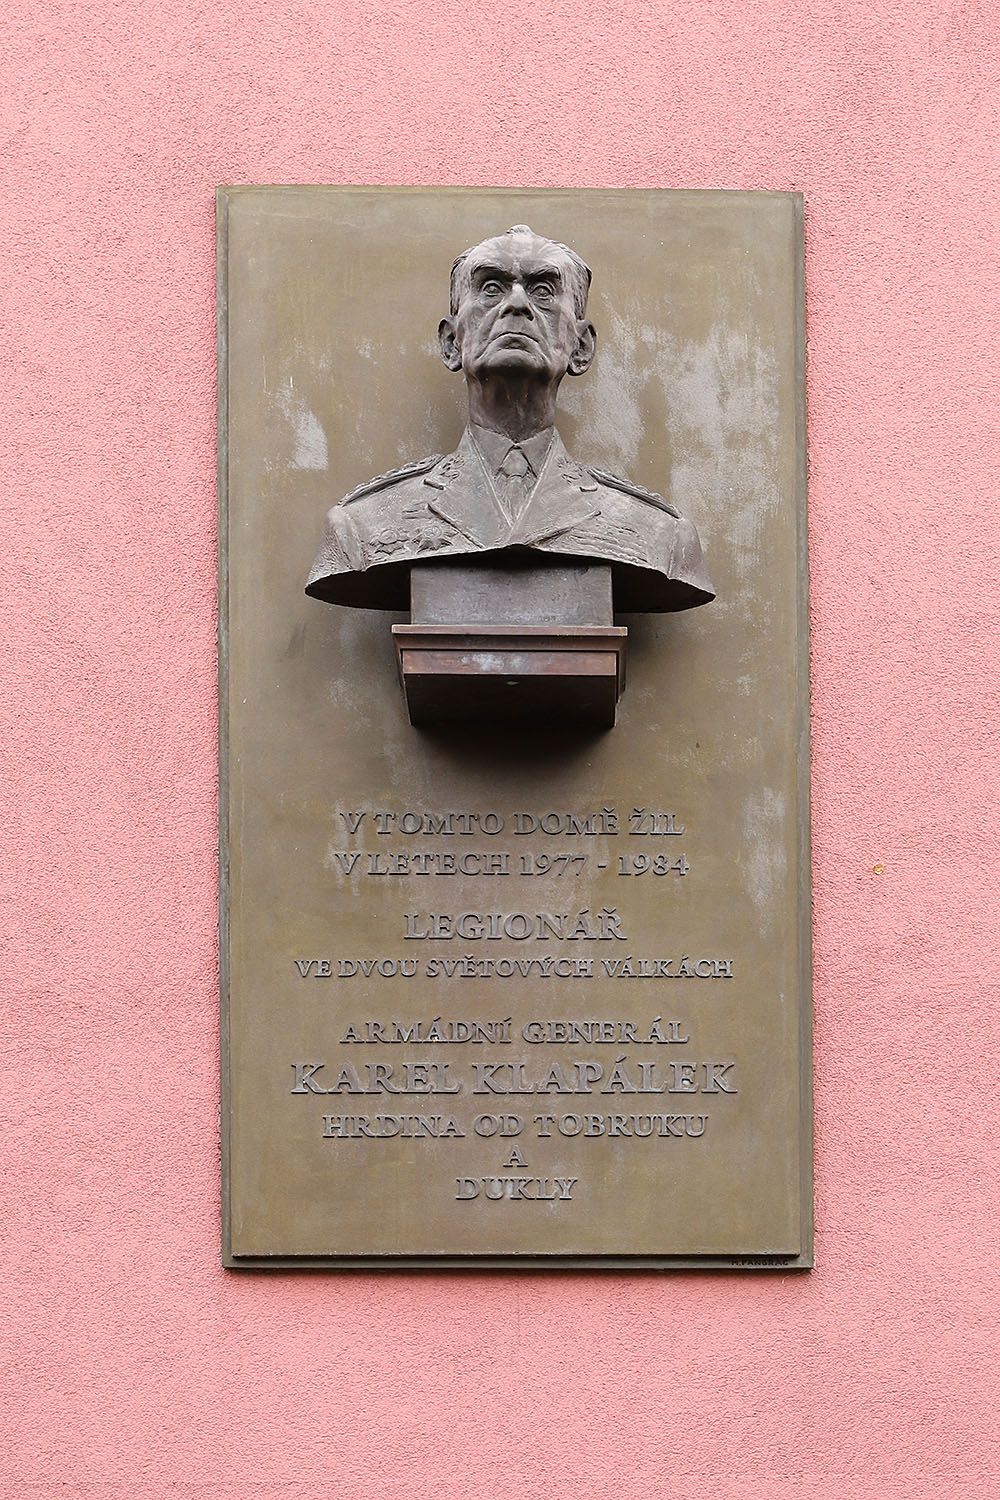 V TOMTO DOMĚ ŽIL
V LETECH 1977 - 1984
LEGIONÁŘ
VE DVOU SVĚTOVÝCH VÁLKÁCH
ARMÁDNÍ GENERÁL
KAREL KLAPÁLEK
HRDINA OD TOBRUKU
A
DUKLY
M. PANGRÁC